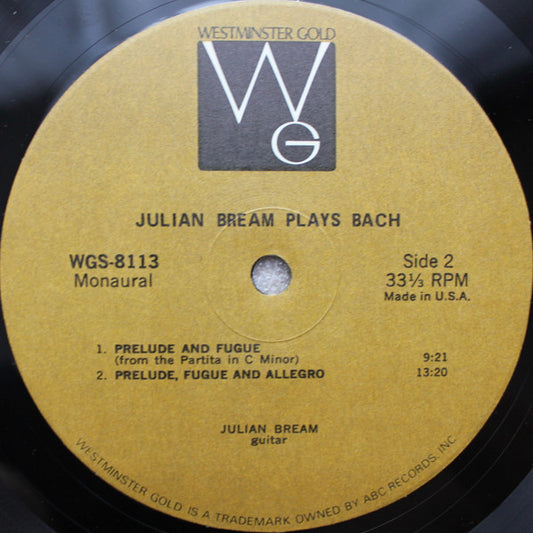 WESTMINSTER GOLD
W
G
JULIAN BREAM PLAYS BACH
WGS-8113
Monaural
Side 2
33⅓ RPM
Made in U.S.A.
1. PRELUDE AND FUGUE
(from the Partita in C Minor) 9:21
2. PRELUDE, FUGUE AND ALLEGRO 13:20
JULIAN BREAM
guitar
WESTMINSTER GOLD IS A TRADEMARK OWNED BY ABC RECORDS, INC.